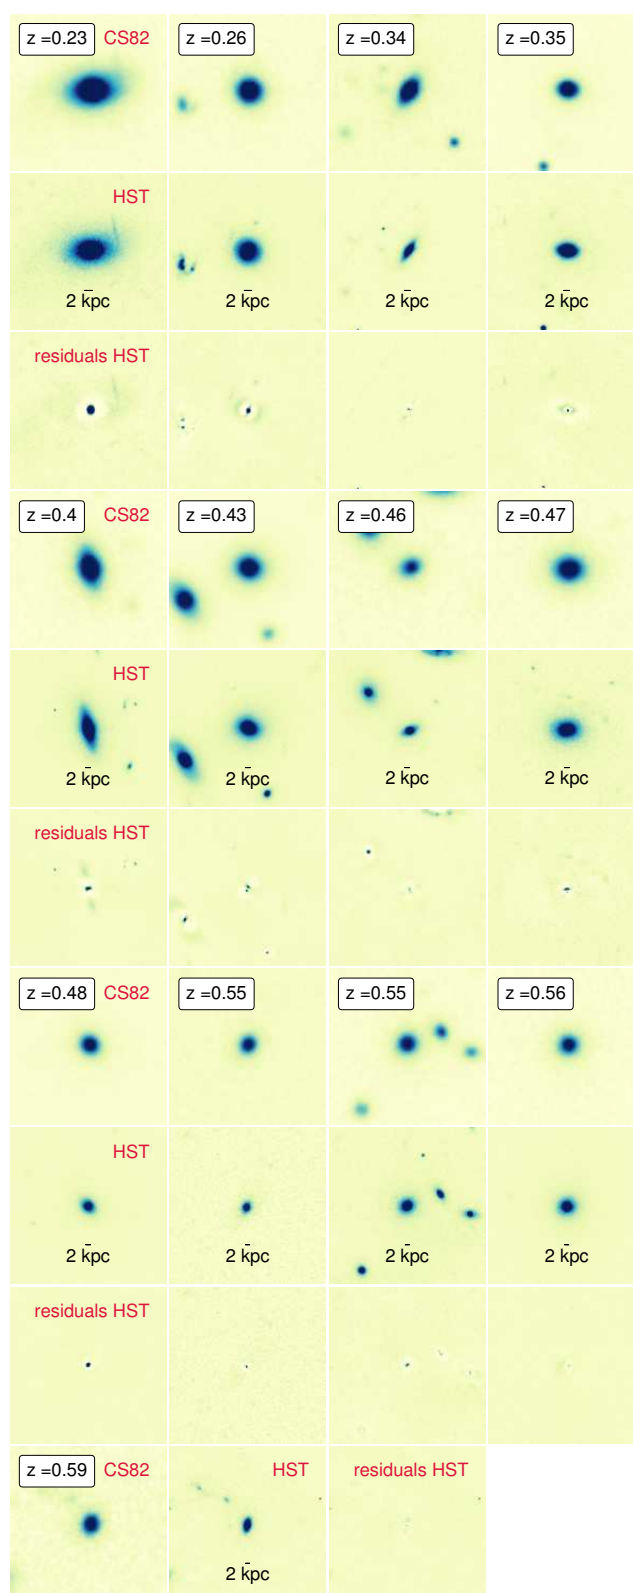 z =0.23 CS82 z =0.26 z =0.34 z =0.35
HST
2 kpc 2 kpc 2 kpc 2 kpc
residuals HST
z =0.4 CS82 z =0.43 z =0.46 z =0.47
HST
2 kpc 2 kpc 2 kpc 2 kpc
residuals HST
z =0.48 CS82 z =0.55 z =0.55 z =0.56
HST
2 kpc 2 kpc 2 kpc 2 kpc
residuals HST
z =0.59 CS82 HST residuals HST
2 kpc